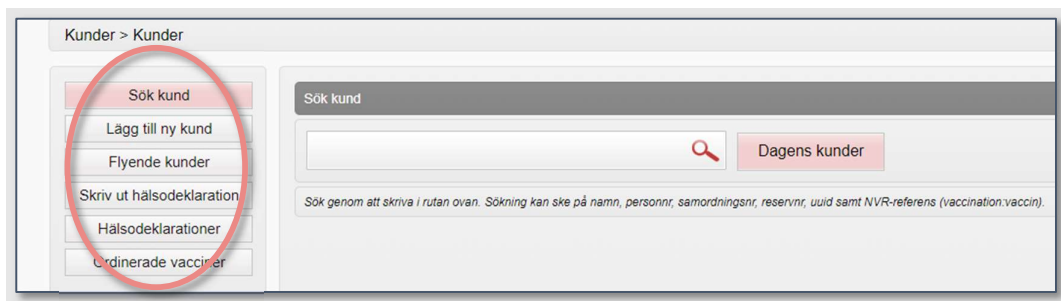 Kunder > Kunder
Sök kund
Lägg till ny kund
Flyende kunder
Skriv ut hälsodeklaration
Hälsodeklarationer
Ordinerade vacciner
Sök kund
Dagens kunder
Sök genom att skriva i rutan ovan. Sökning kan ske på namn, personnr, samordningsnr, reservnr, uuid samt NVR-referens (vaccination:vaccin).